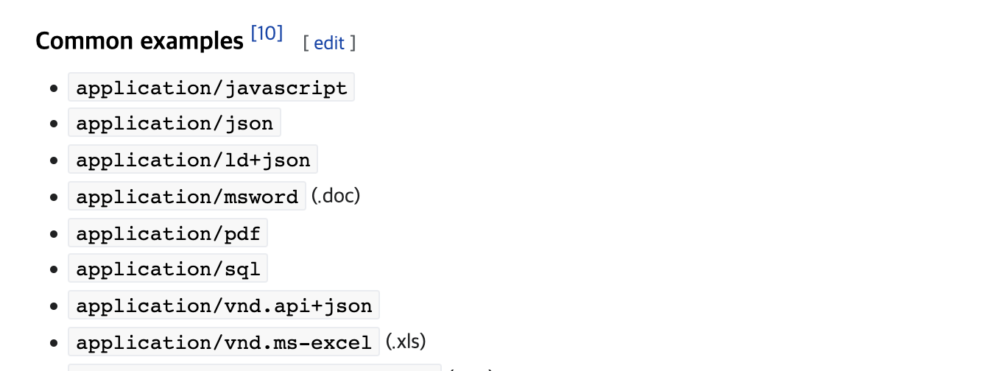 Common examples [10] [ edit ]
• application/javascript
• application/json
• application/ld+json
• application/msword (.doc)
• application/pdf
• application/sql
• application/vnd.api+json
• application/vnd.ms-excel (.xls)